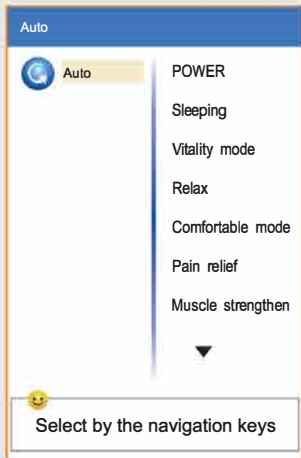 Auto
Auto
POWER
Sleeping
Vitality mode
Relax
Comfortable mode
Pain relief
Muscle strengthen
Select by the navigation keys